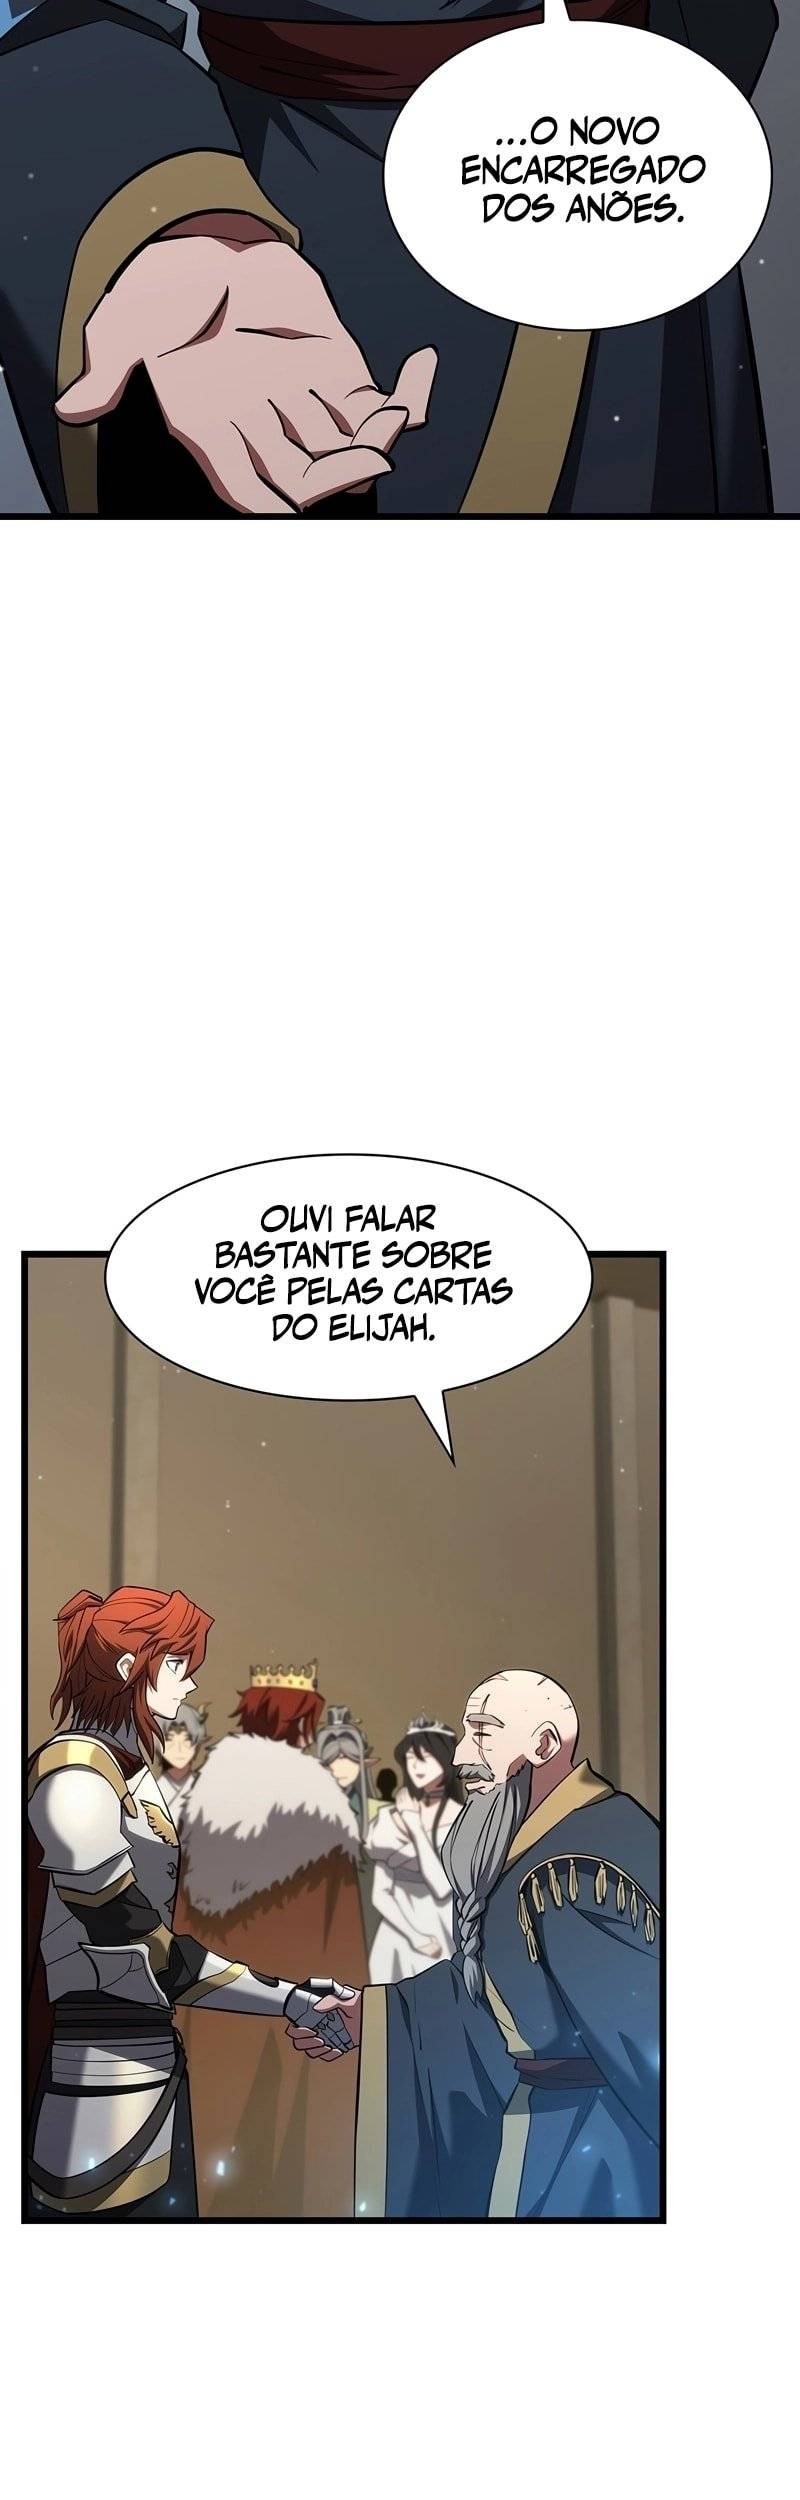 ...O NOVO
ENCARREGADO
DOS ANÕES.
OUVI FALAR
BASTANTE SOBRE
VOCÊ PELAS CARTAS
DO ELIJAH.